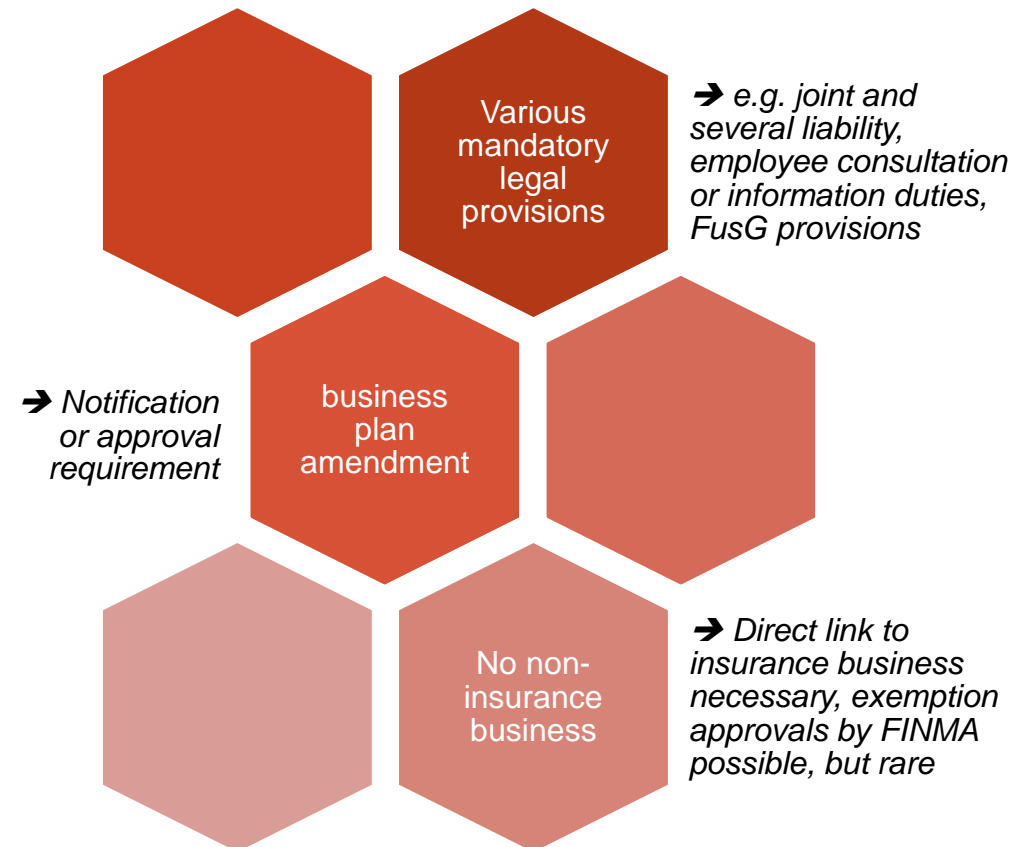 Various
mandatory
legal
provisions
➔ e.g. joint and
several liability,
employee consultation
or information duties,
FusG provisions
➔ Notification
or approval
requirement
business
plan
amendment
No non-
insurance
business
➔ Direct link to
insurance business
necessary, exemption
approvals by FINMA
possible, but rare